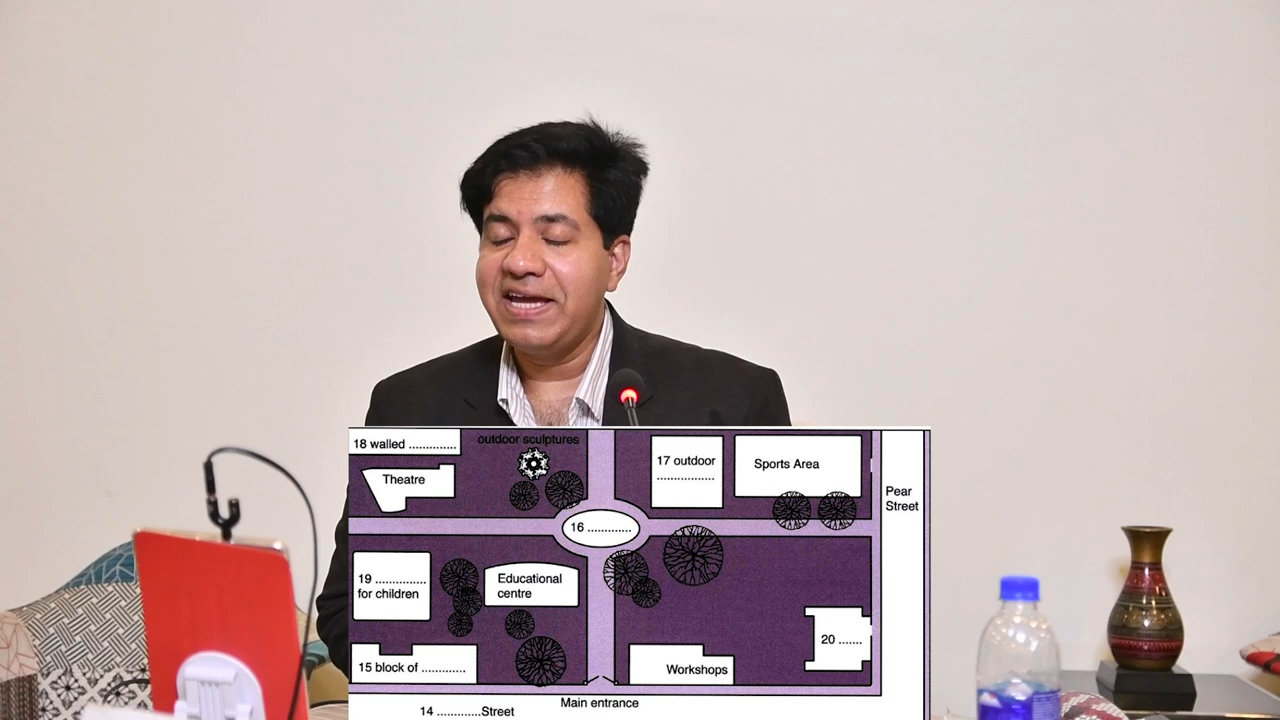 18 walled ..............
outdoor sculptures
Theatre
17 outdoor
..................
Sports Area
Pear
Street
16 .............
19 ................
for children
Educational
centre
20 .......
15 block of .............
Workshops
Main entrance
14 .............Street